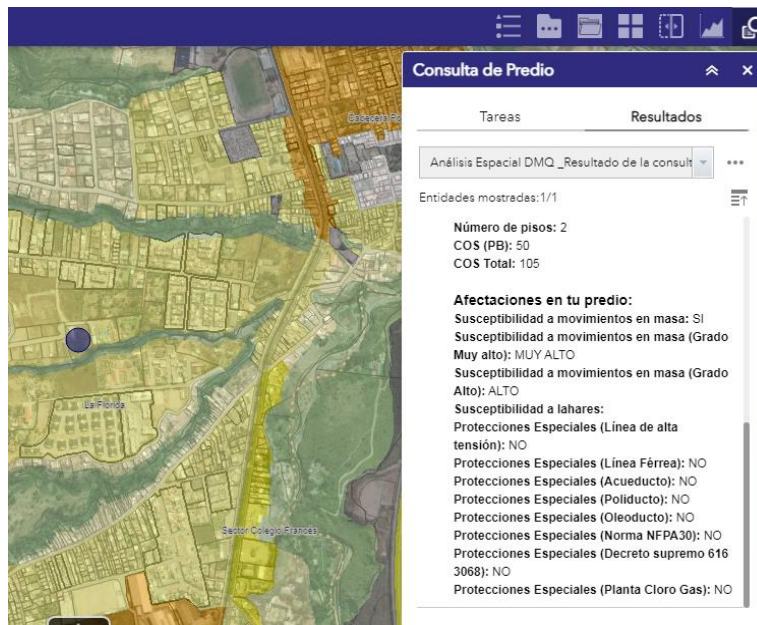 Consulta de Predio
Tareas
Resultados
Análisis Espacial DMQ _Resultado de la consult
Entidades mostradas:1/1
Número de pisos: 2
COS (PB): 50
COS Total: 105
Afectaciones en tu predio:
Susceptibilidad a movimientos en masa: SI
Susceptibilidad a movimientos en masa (Grado
Muy alto): MUY ALTO
Susceptibilidad a movimientos en masa (Grado
Alto): ALTO
Susceptibilidad a lahares:
Protecciones Especiales (Línea de alta
tensión): NO
Protecciones Especiales (Línea Férrea): NO
Protecciones Especiales (Acueducto): NO
Protecciones Especiales (Poliducto): NO
Protecciones Especiales (Oleoducto): NO
Protecciones Especiales (Norma NFPA30): NO
Protecciones Especiales (Decreto supremo 616
3068): NO
Protecciones Especiales (Planta Cloro Gas): NO
Cabecera Po
La Florida
Sector Colegio Frances